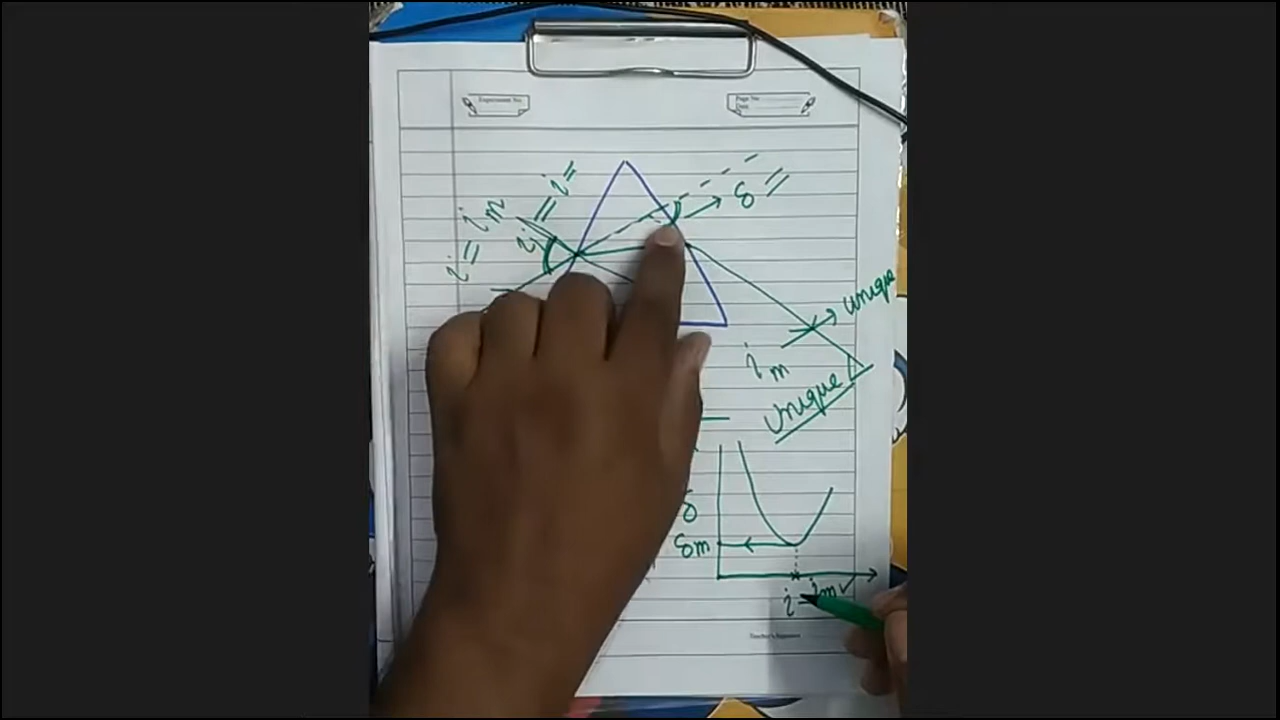 Experiment No.
Page No.
Date
i =
i = i =
i = im
δ =
unique
im
unique
δ
δm
i = im
Teacher's Signature